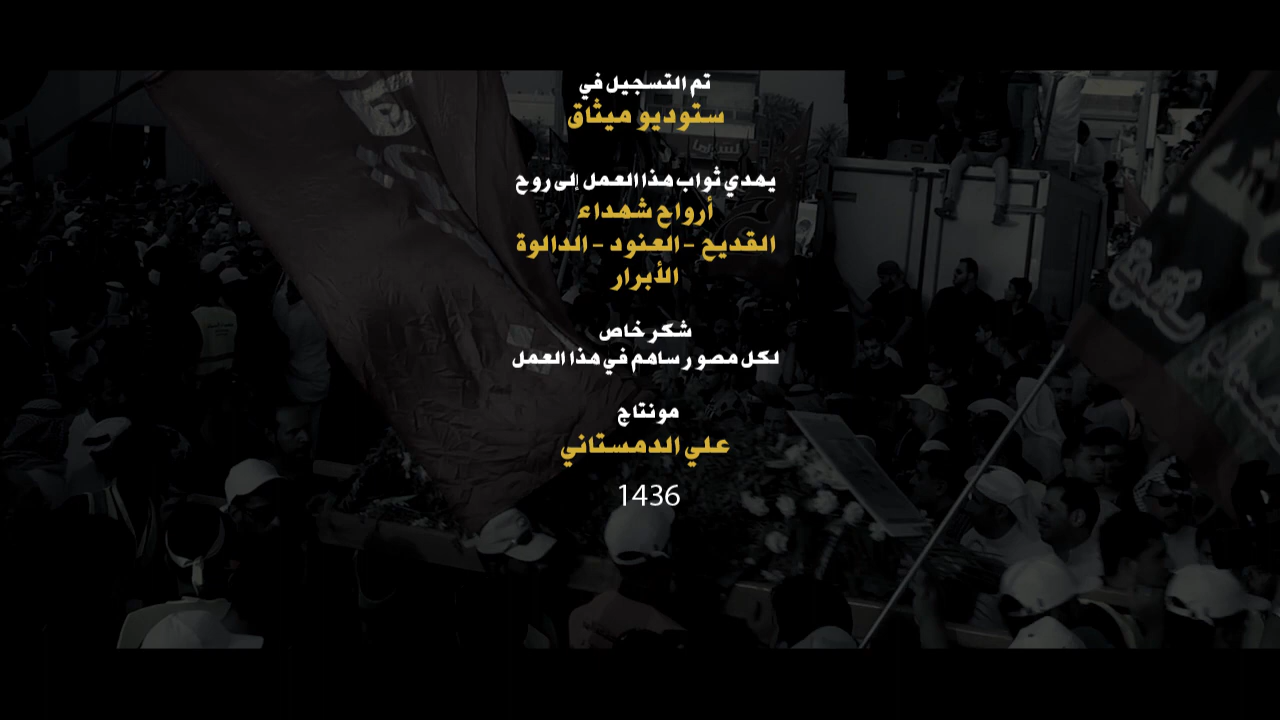 تم التسجيل في
ستوديو ميثاق
يهدي ثواب هذا العمل إلى روح
أرواح شهداء
القديح - العنود - الدالوة
الأبرار
شكر خاص
لكل مصور ساهم في هذا العمل
مونتاج
علي الدمستاني
1436